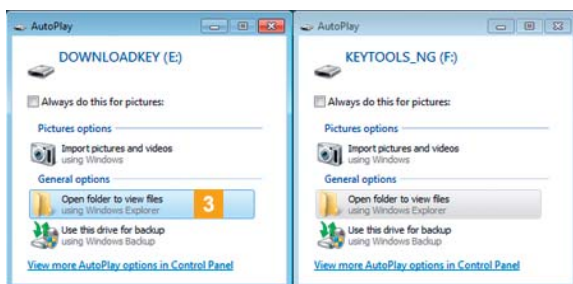 AutoPlay
DOWNLOADKEY (E:)
Always do this for pictures:
Pictures options
Import pictures and videos
using Windows
General options
Open folder to view files
using Windows Explorer
3
Use this drive for backup
using Windows Backup
View more AutoPlay options in Control Panel
AutoPlay
KEYTOOLS_NG (F:)
Always do this for pictures:
Pictures options
Import pictures and videos
using Windows
General options
Open folder to view files
using Windows Explorer
Use this drive for backup
using Windows Backup
View more AutoPlay options in Control Panel